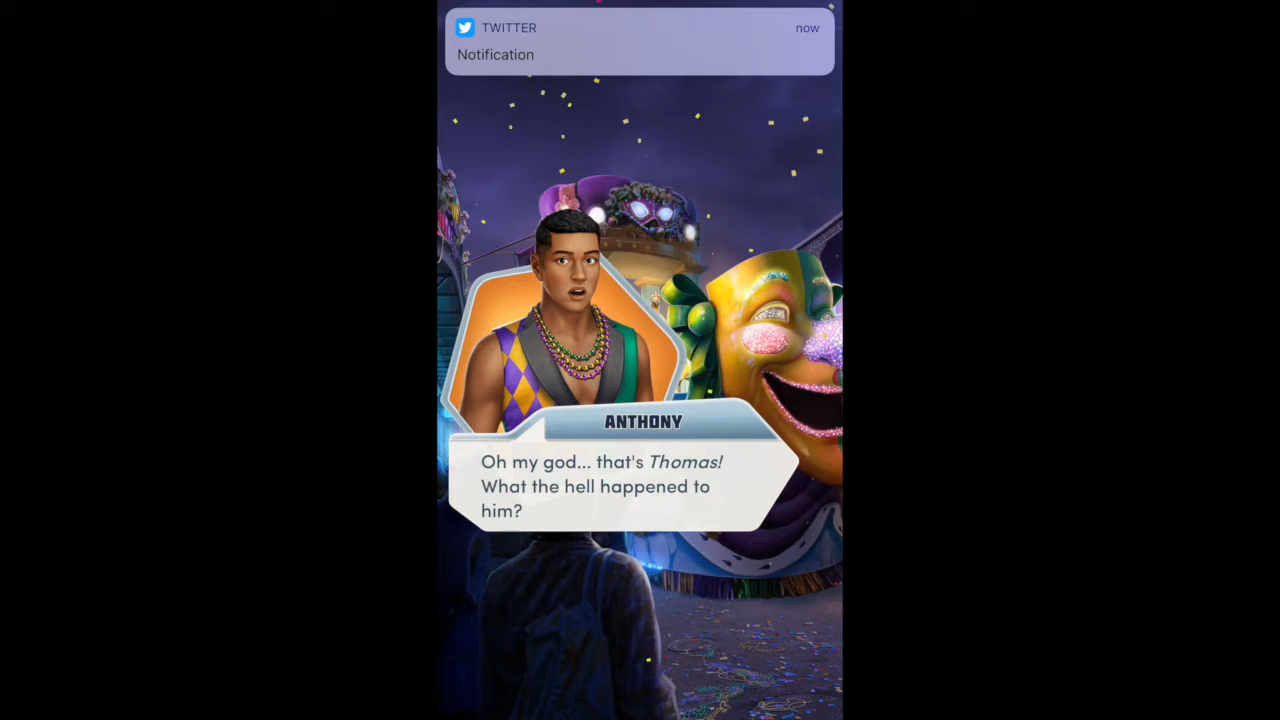 TWITTER now
Notification
ANTHONY
Oh my god... that's Thomas!
What the hell happened to
him?